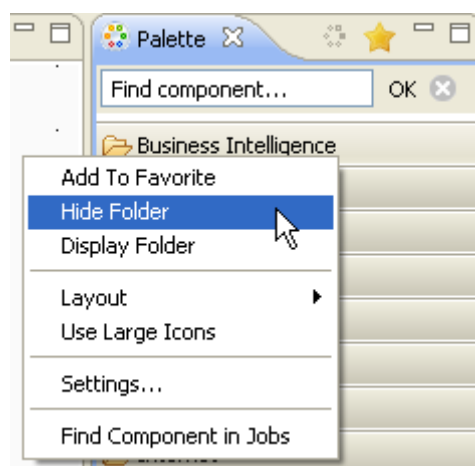 Palette
Find component...
OK
Business Intelligence
Add To Favorite
Hide Folder
Display Folder
Layout
Use Large Icons
Settings...
Find Component in Jobs